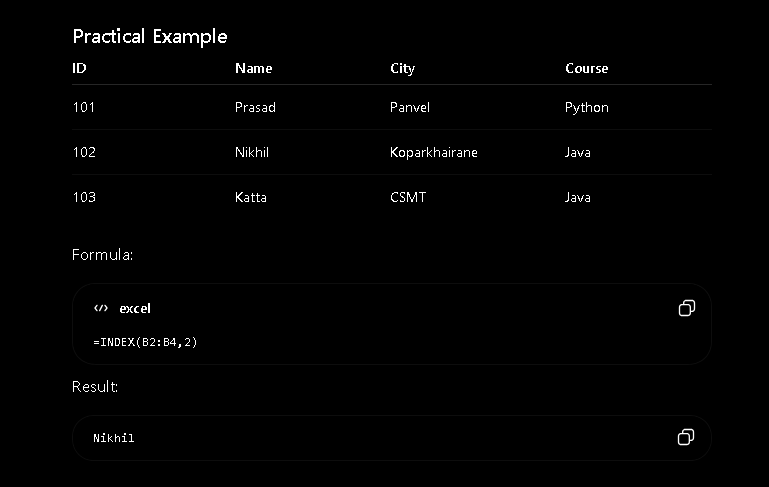 Practical Example
ID Name City Course
101 Prasad Panvel Python
102 Nikhil Koparkhairane Java
103 Katta CSMT Java
Formula:
</> excel
=INDEX(B2:B4,2)
Result:
Nikhil